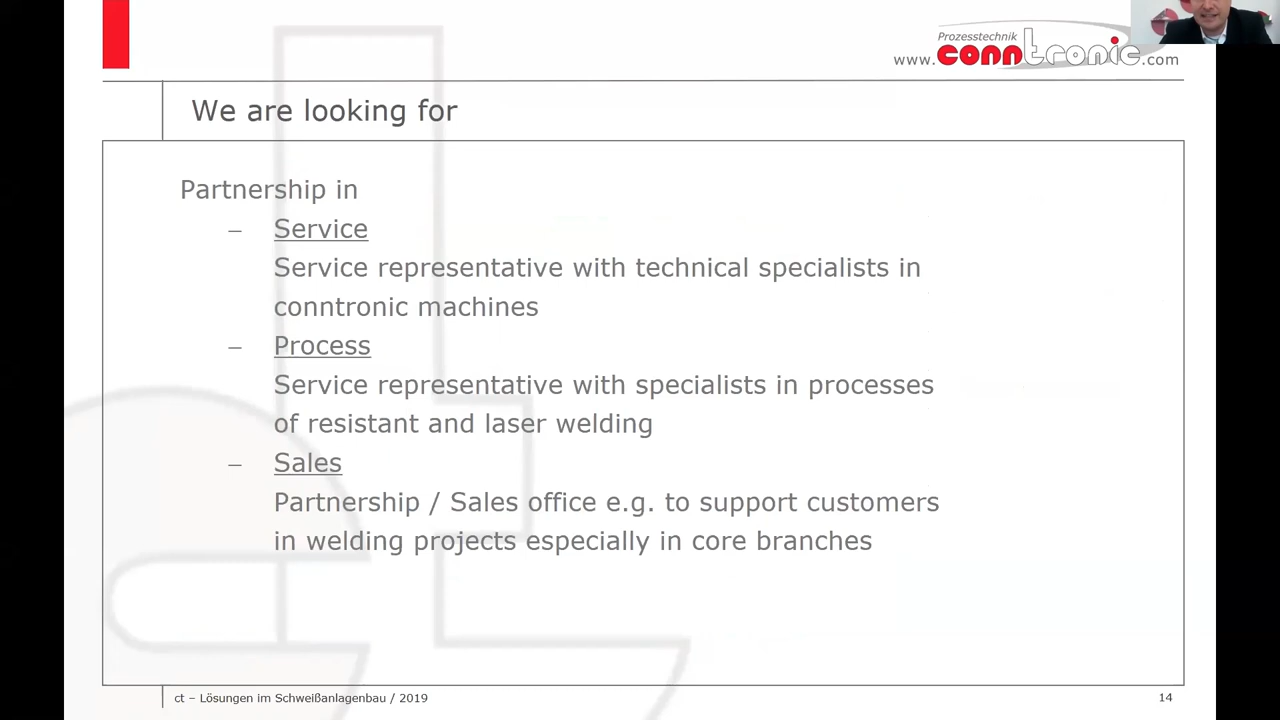 Prozesstechnik
www.conntronic.com
We are looking for
Partnership in
– Service
Service representative with technical specialists in
conntronic machines
– Process
Service representative with specialists in processes
of resistant and laser welding
– Sales
Partnership / Sales office e.g. to support customers
in welding projects especially in core branches
ct – Lösungen im Schweißanlagenbau / 2019
14